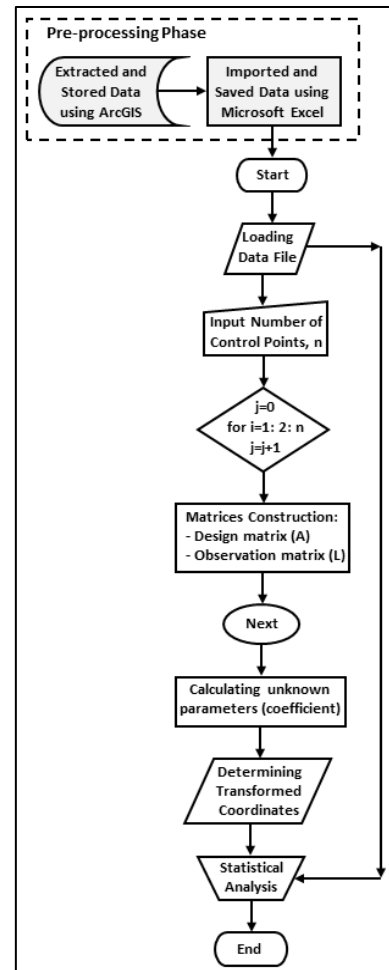 Pre-processing Phase
Extracted and
Stored Data
using ArcGIS
Imported and
Saved Data using
Microsoft Excel
Start
Loading
Data File
Input Number of
Control Points, n
j=0
for i=1: 2: n
j=j+1
Matrices Construction:
- Design matrix (A)
- Observation matrix (L)
Next
Calculating unknown
parameters (coefficient)
Determining
Transformed
Coordinates
Statistical
Analysis
End